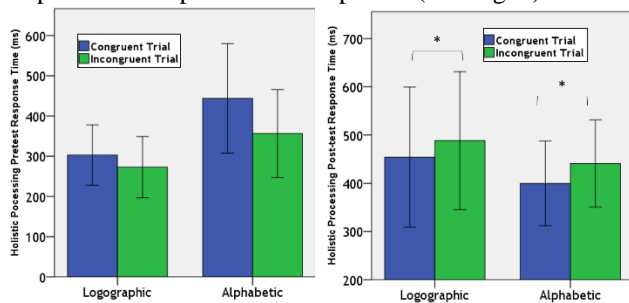 Holistic Pocessing Pretest Response Time (ms)
600
500
400
300
200
100
0
Congruent Trial
Incongruent Trial
Logographic
Alphabetic
Holistic Processing Post-test Response Time (ms)
700
600
500
400
300
200
Congruent Trial
Incongruent Trial
*
*
Logographic
Alphabetic